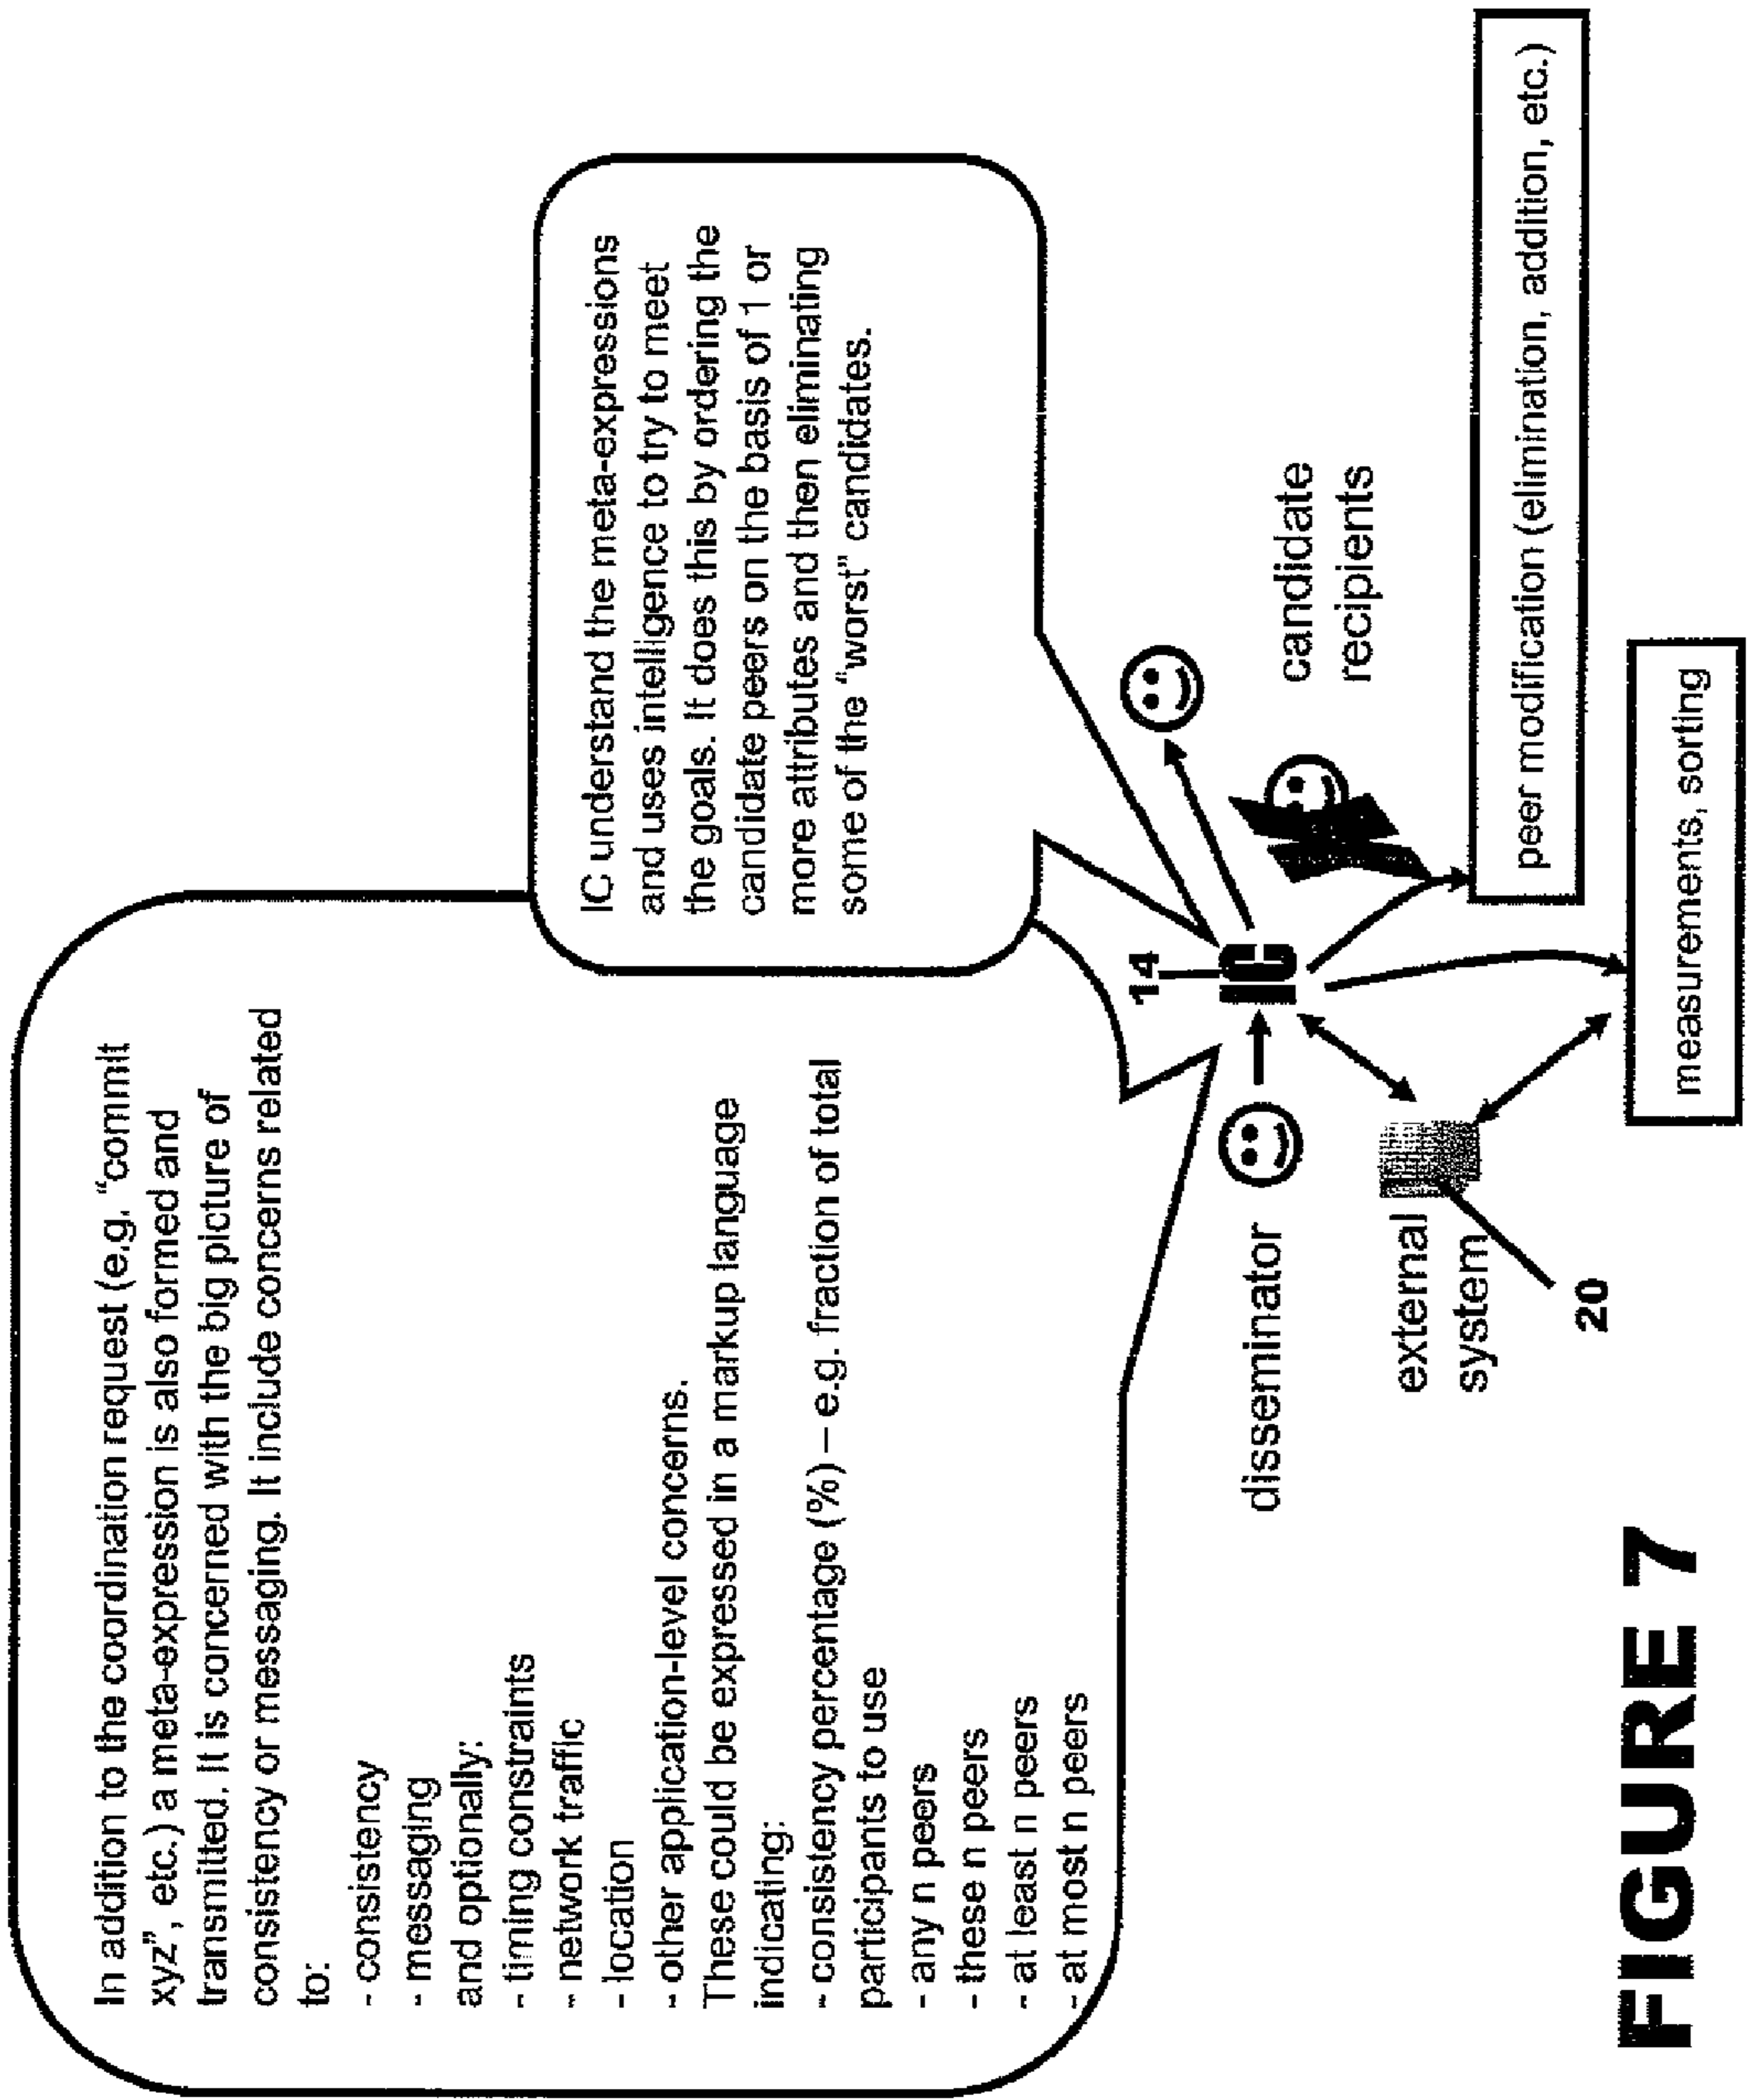 In addition to the coordination request (e.g. "commit
xyz", etc.) a meta-expression is also formed and
transmitted. It is concerned with the big picture of
consistency or messaging. It include concerns related
to:
- consistency
- messaging
and optionally:
- timing constraints
- network traffic
- location
- other application-level concerns.
These could be expressed in a markup language
indicating:
- consistency percentage (%) – e.g. fraction of total
participants to use
- any n peers
- these n peers
- at least n peers
- at most n peers
IC understand the meta-expressions
and uses intelligence to try to meet
the goals. It does this by ordering the
candidate peers on the basis of 1 or
more attributes and then eliminating
some of the "worst" candidates.
14
IC
disseminator
candidate
recipients
external
system
20
peer modification (elimination, addition, etc.)
measurements, sorting
FIGURE 7